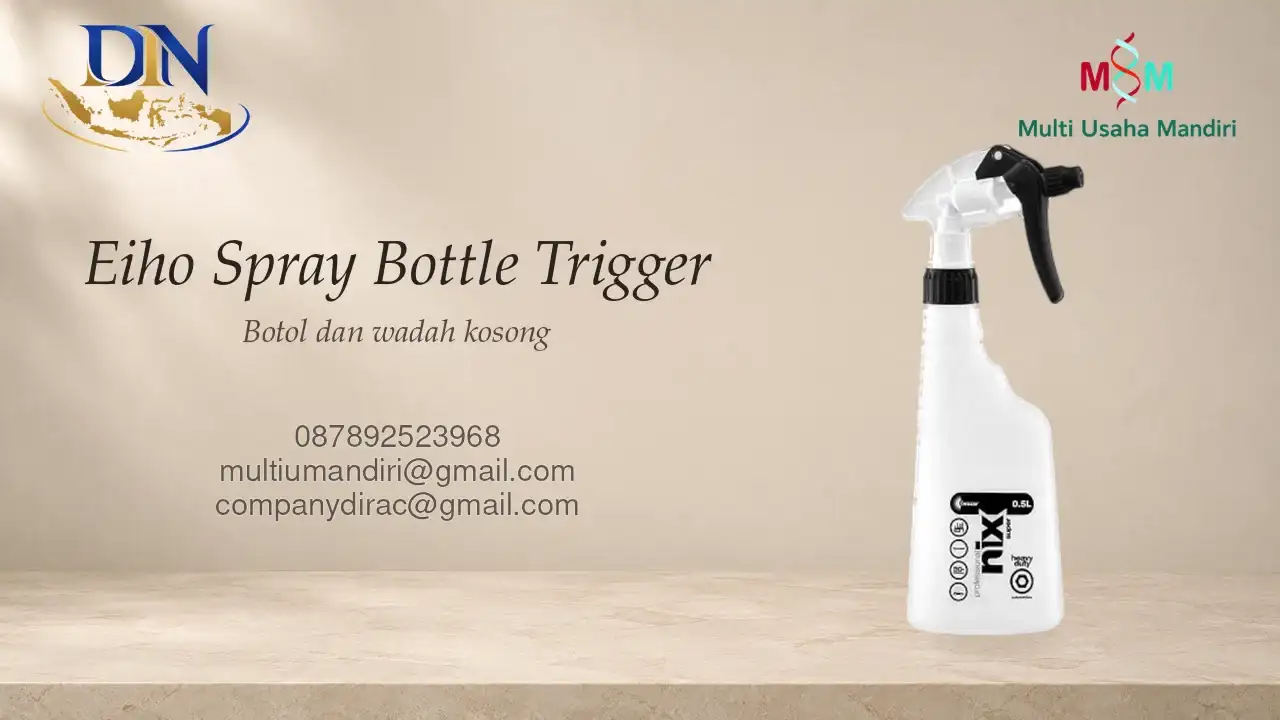 DIN
MSM
Multi Usaha Mandiri
Eiho Spray Bottle Trigger
Botol dan wadah kosong
087892523968
multiumandiri@gmail.com
companydirac@gmail.com
0.5L
professional
nix
super
heavy
duty